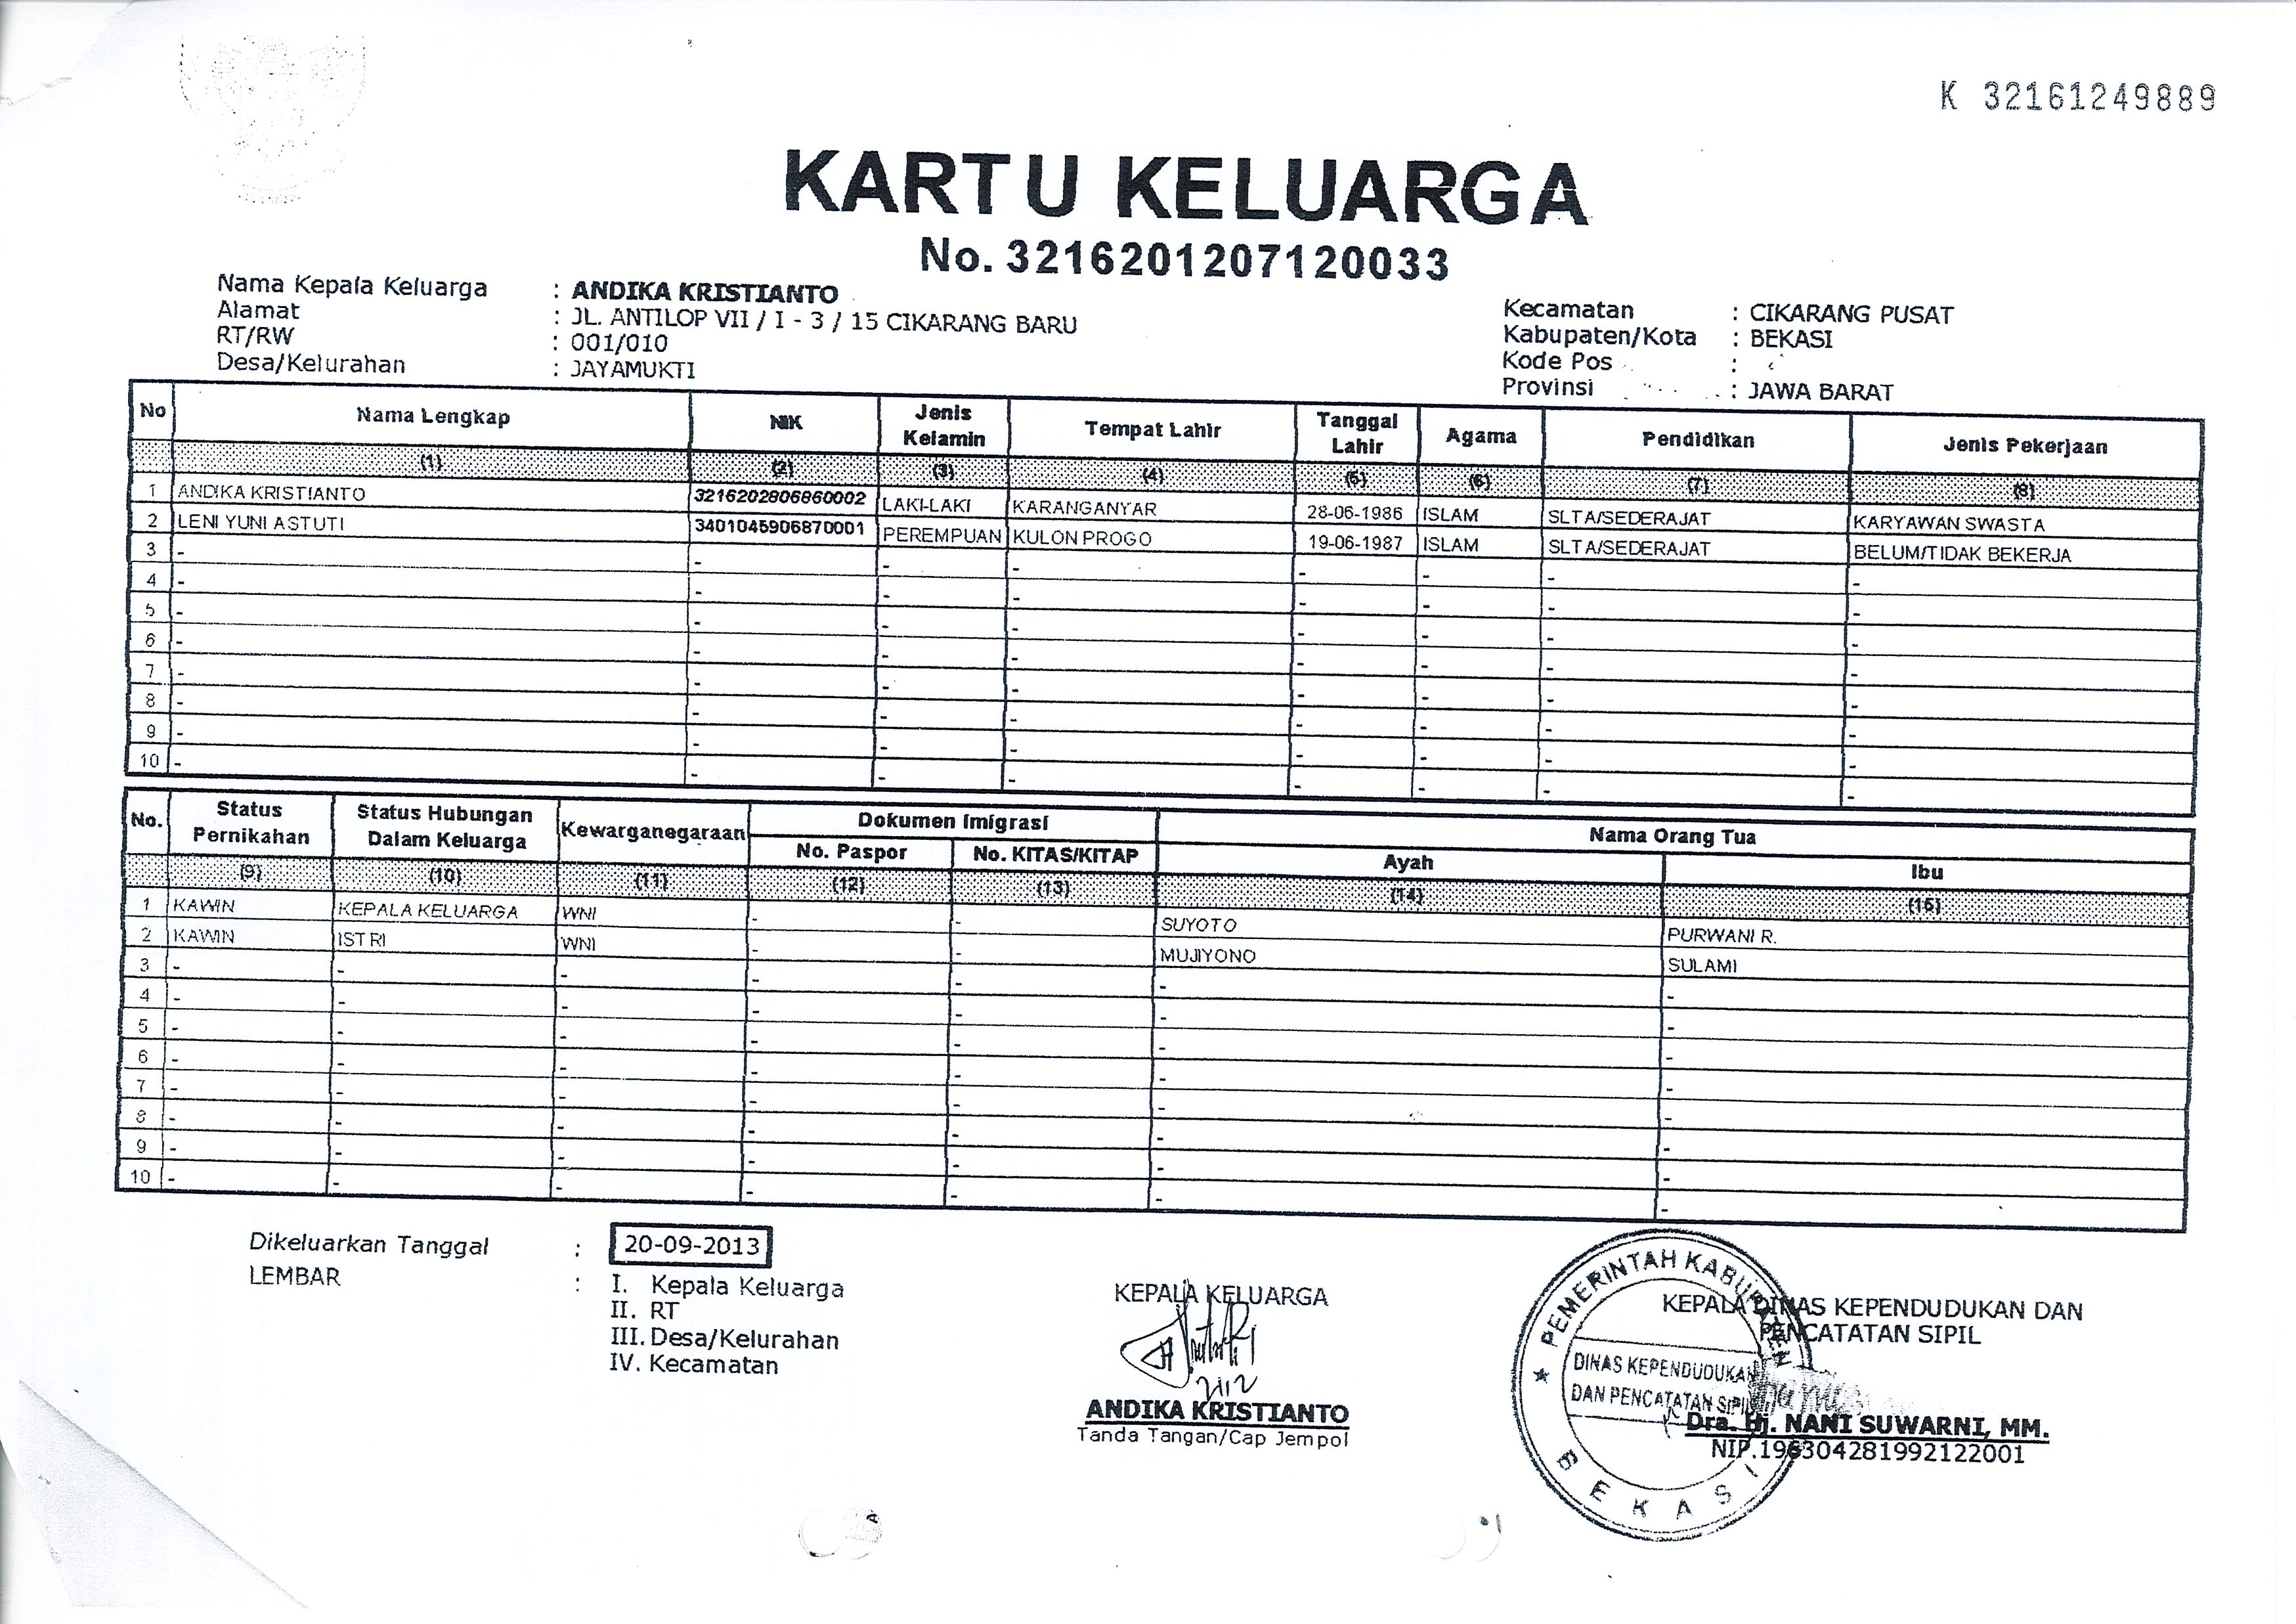 K 32161249889
KARTU KELUARGA
No. 3216201207120033
Nama Kepala Keluarga : ANDIKA KRISTIANTO
Alamat : JL. ANTILOP VII / I - 3 / 15 CIKARANG BARU
RT/RW : 001/010
Desa/Kelurahan : JAYAMUKTI
Kecamatan : CIKARANG PUSAT
Kabupaten/Kota : BEKASI
Kode Pos :
Provinsi : JAWA BARAT
No Nama Lengkap NIK Jenis Kelamin Tempat Lahir Tanggal Lahir Agama Pendidikan Jenis Pekerjaan
(1) (2) (3) (4) (5) (6) (7) (8)
1 ANDIKA KRISTIANTO 3216202806860002 LAKI-LAKI KARANGANYAR 28-06-1986 ISLAM SLTA/SEDERAJAT KARYAWAN SWASTA
2 LENI YUNI ASTUTI 3401045906870001 PEREMPUAN KULON PROGO 19-06-1987 ISLAM SLTA/SEDERAJAT BELUM/TIDAK BEKERJA
3 - - - - - - - -
4 - - - - - - - -
5 - - - - - - - -
6 - - - - - - - -
7 - - - - - - - -
8 - - - - - - - -
9 - - - - - - - -
10 - - - - - - - -
No. Status Pernikahan Status Hubungan Dalam Keluarga Kewarganegaraan Dokumen Imigrasi Nama Orang Tua
No. Paspor No. KITAS/KITAP Ayah Ibu
(9) (10) (11) (12) (13) (14) (15)
1 KAWIN KEPALA KELUARGA WNI - - SUYOTO PURWANI R.
2 KAWIN ISTRI WNI - - MUJIYONO SULAMI
3 - - - - - - -
4 - - - - - - -
5 - - - - - - -
6 - - - - - - -
7 - - - - - - -
8 - - - - - - -
9 - - - - - - -
10 - - - - - - -
Dikeluarkan Tanggal : 20-09-2013
LEMBAR : I. Kepala Keluarga
II. RT
III. Desa/Kelurahan
IV. Kecamatan
KEPALA KELUARGA
ANDIKA KRISTIANTO
Tanda Tangan/Cap Jempol
KEPALA DINAS KEPENDUDUKAN DAN
PENCATATAN SIPIL
Dra. Hj. NANI SUWARNI, MM.
NIP.196304281992122001
PEMERINTAH KABUPATEN
DINAS KEPENDUDUKAN
DAN PENCATATAN SIPIL
BEKASI